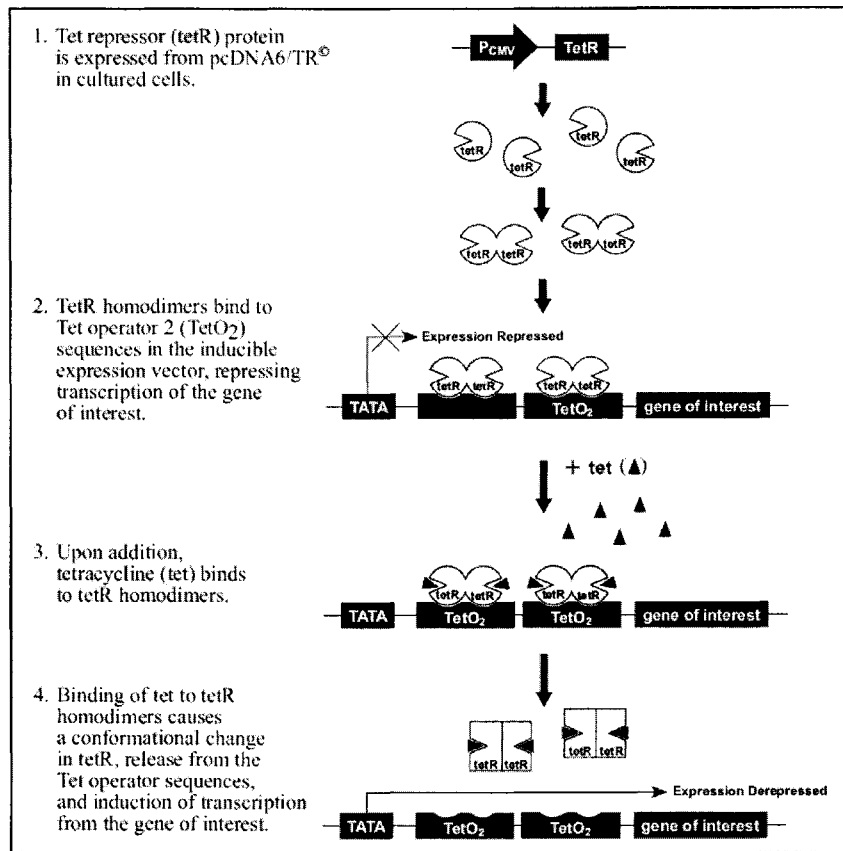 1. Tet repressor (tetR) protein
is expressed from pcDNA6/TR©
in cultured cells.
PCMV TetR
tetR tetR tetR tetR
tetR tetR tetR tetR
2. TetR homodimers bind to
Tet operator 2 (TetO2)
sequences in the inducible
expression vector, repressing
transcription of the gene
of interest.
Expression Repressed
tetR tetR tetR tetR
TATA TetO2 gene of interest
+ tet (▲)
3. Upon addition,
tetracycline (tet) binds
to tetR homodimers.
tetR tetR tetR tetR
TATA TetO2 TetO2 gene of interest
4. Binding of tet to tetR
homodimers causes
a conformational change
in tetR, release from the
Tet operator sequences,
and induction of transcription
from the gene of interest.
tetR tetR tetR tetR
Expression Derepressed
TATA TetO2 TetO2 gene of interest